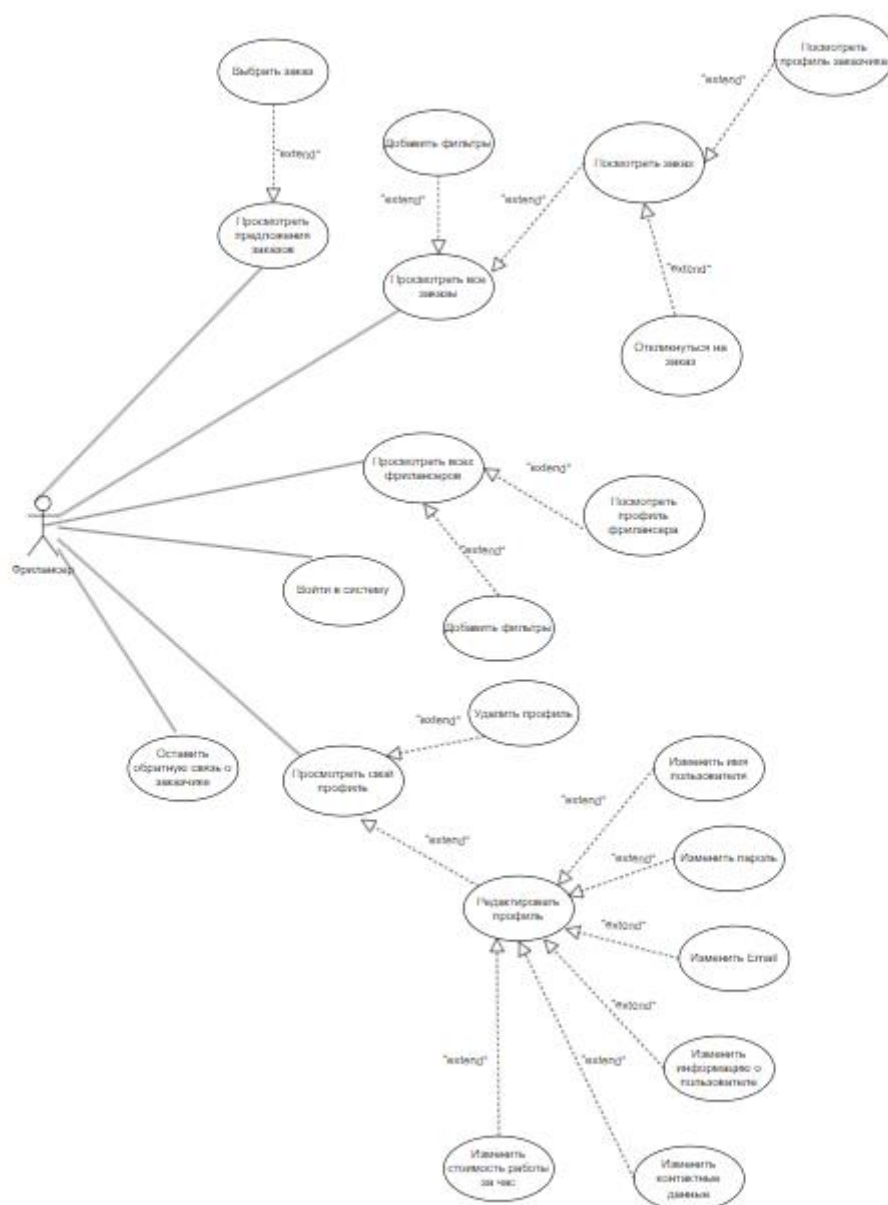 Посмотреть
профиль заказчика
Выбрать заказ
"extend"
"extend"
Добавить фильтры
Посмотреть заказ
"extend"
"extend"
Просмотреть
предложения
заказов
Просмотреть все
заказы
"extend"
Откликнуться на
заказ
Просмотреть всех
фрилансеров
"extend"
Посмотреть
профиль
фрилансера
"extend"
Фрилансер
Войти в систему
Добавить фильтры
Удалить профиль
"extend"
Оставить
обратную связь о
заказчике
Просмотреть свой
профиль
Изменить имя
пользователя
"extend"
"extend"
Изменить пароль
"extend"
Редактировать
профиль
"extend"
Изменить Email
"extend"
"extend"
"extend"
Изменить
информацию о
пользователе
Изменить
стоимость работы
за час
Изменить
контактные
данные